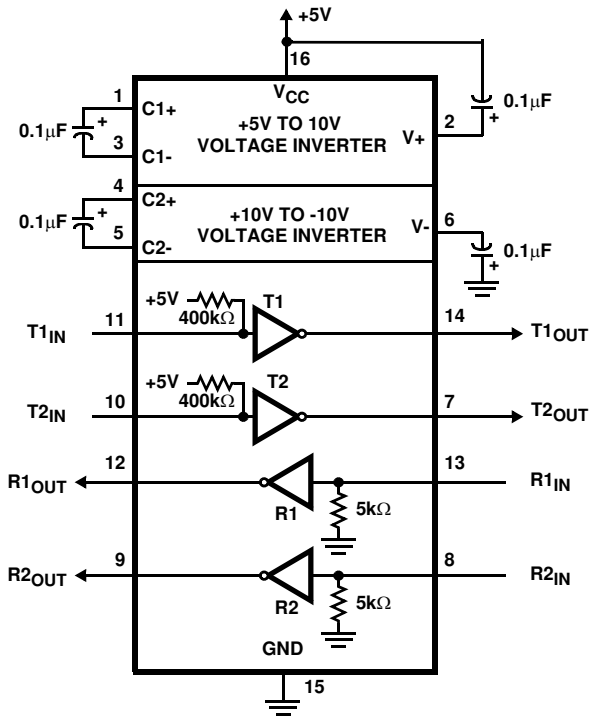 +5V
16
1
C1+
VCC
0.1µF
+
+5V TO 10V
VOLTAGE INVERTER
V+
2
0.1µF
+
3
C1-
4
C2+
0.1µF
+
+10V TO -10V
VOLTAGE INVERTER
V-
6
5
C2-
0.1µF
+
+5V
400kΩ
T1
T1IN
11
14
T1OUT
+5V
400kΩ
T2
T2IN
10
7
T2OUT
R1OUT
12
R1
5kΩ
13
R1IN
R2OUT
9
R2
5kΩ
8
R2IN
GND
15